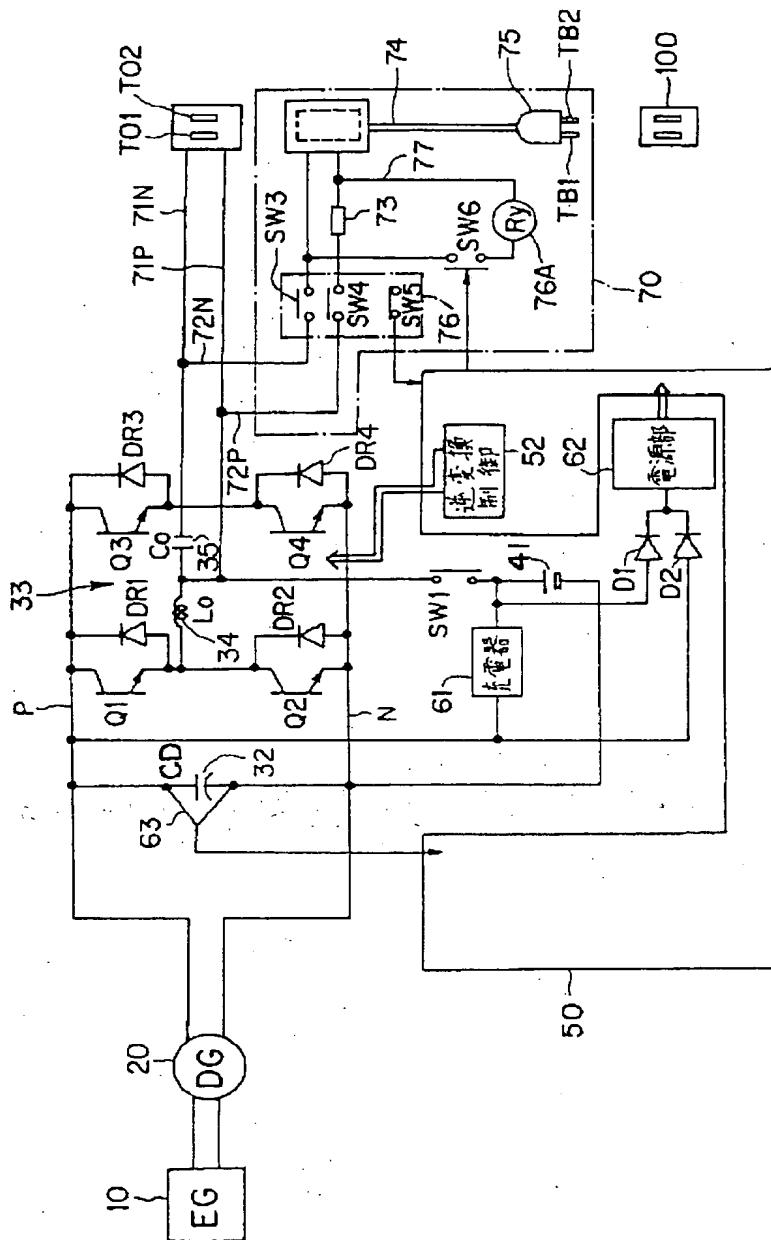 10
EG
20
DG
P
N
63
CD
32
33
Q1
DR1
Q2
DR2
Lo
34
Co
35
Q3
DR3
Q4
DR4
71N
71P
72N
72P
TO1
TO2
SW3
SW4
SW5
73
74
75
76
76A
77
SW6
Ry
TB1
TB2
70
100
逆変換
制御
52
電源部
62
D1
D2
SW1
41
充電器
61
50